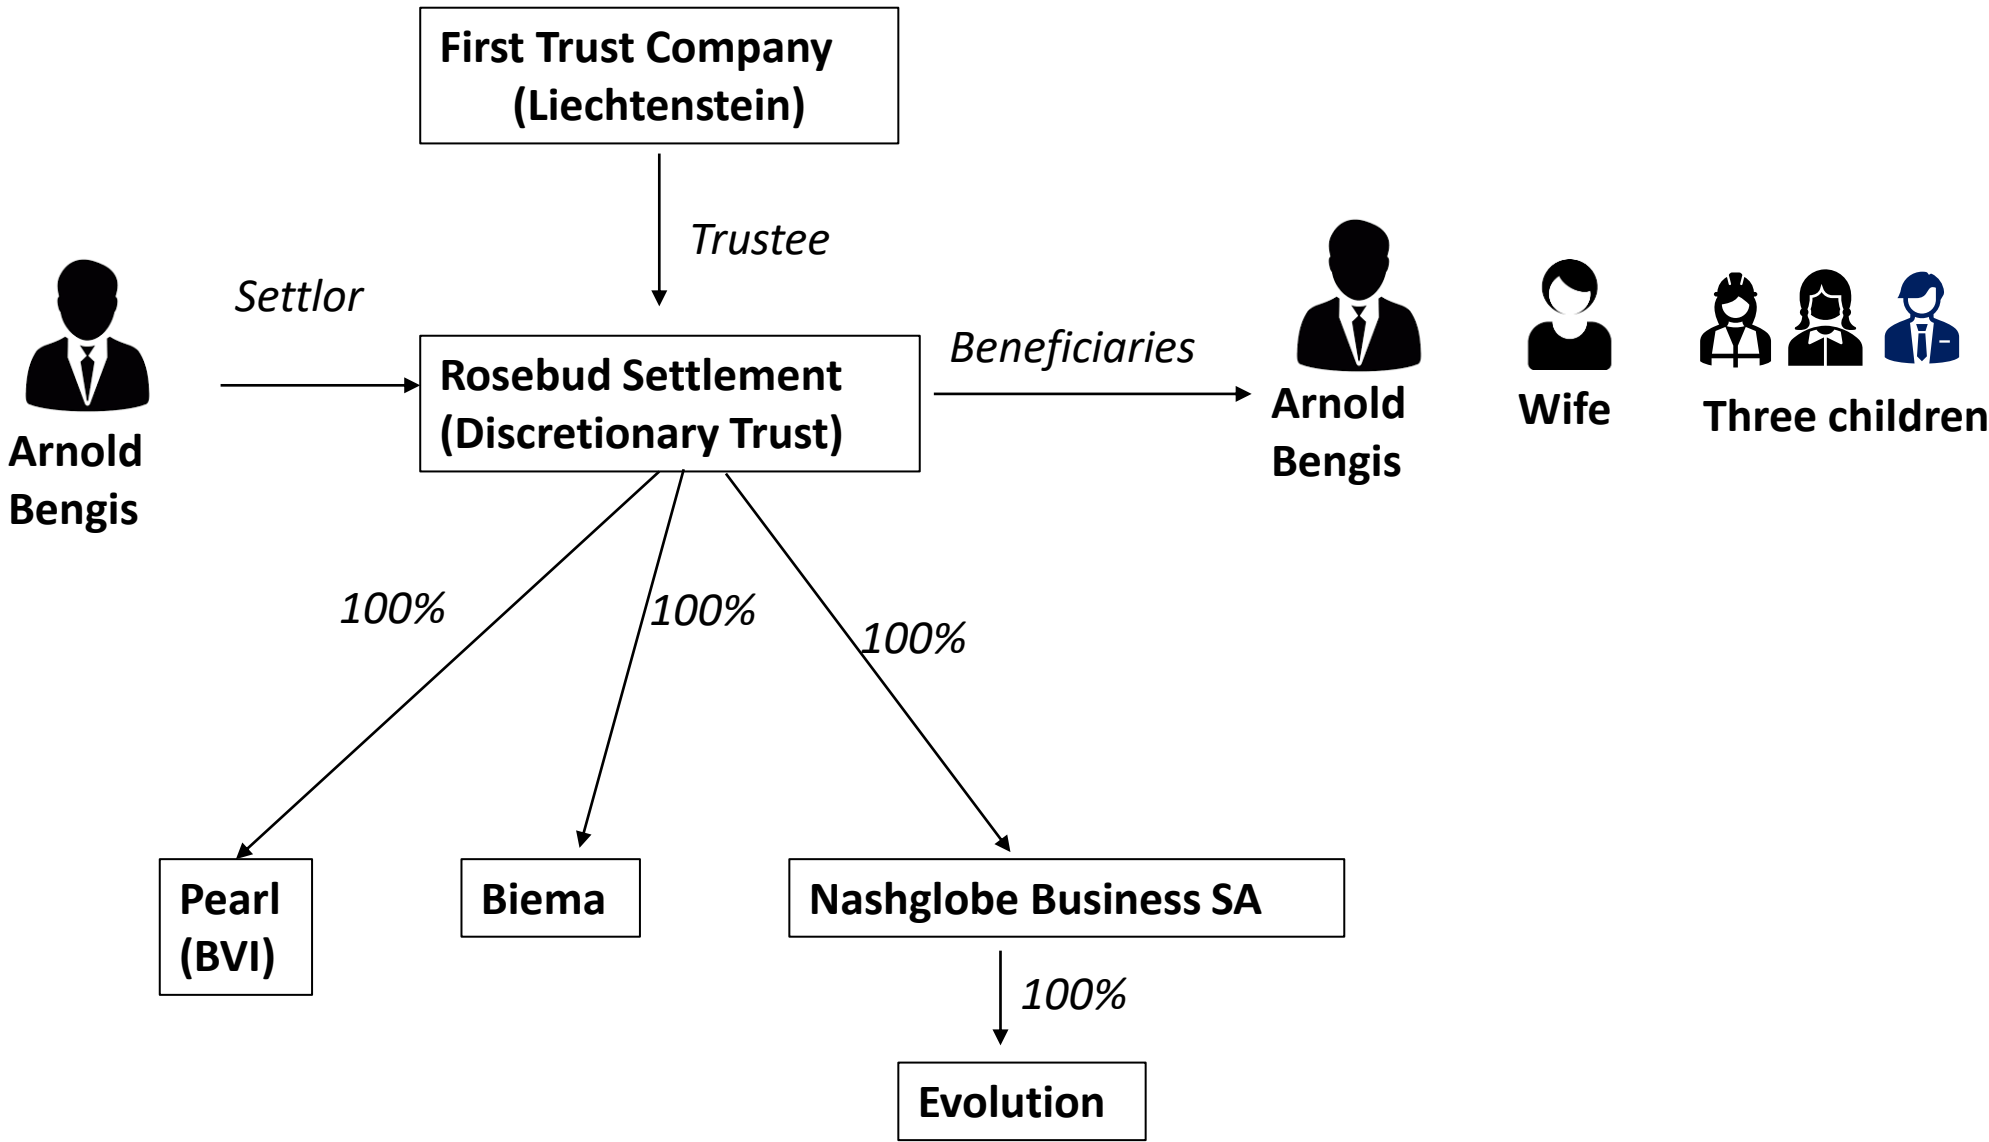 First Trust Company
(Liechtenstein)
Trustee
Settlor
Arnold
Bengis
Rosebud Settlement
(Discretionary Trust)
Beneficiaries
Arnold
Bengis
Wife
Three children
100%
100%
100%
Pearl
(BVI)
Biema
Nashglobe Business SA
100%
Evolution